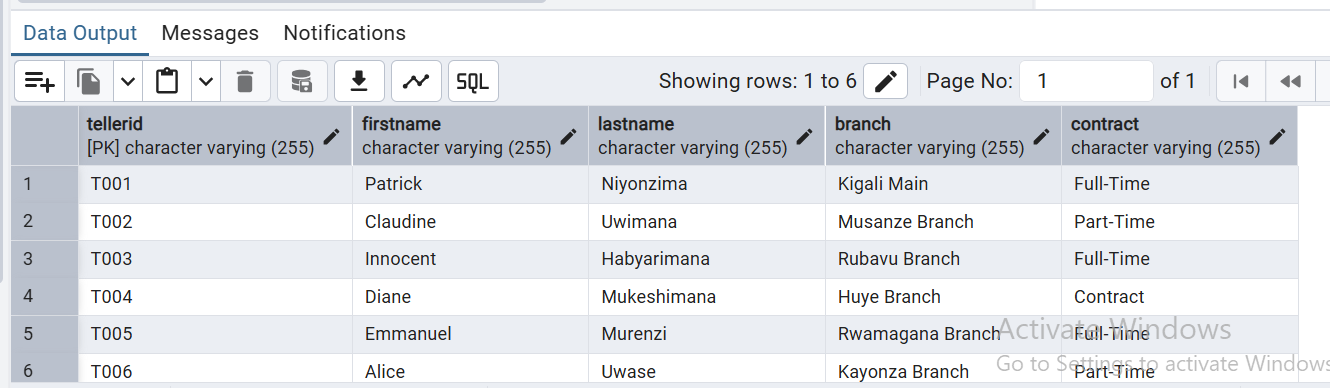 Data Output Messages Notifications
SQL Showing rows: 1 to 6 Page No: 1 of 1
tellerid firstname lastname branch contract
[PK] character varying (255) character varying (255) character varying (255) character varying (255) character varying (255)
1 T001 Patrick Niyonzima Kigali Main Full-Time
2 T002 Claudine Uwimana Musanze Branch Part-Time
3 T003 Innocent Habyarimana Rubavu Branch Full-Time
4 T004 Diane Mukeshimana Huye Branch Contract
5 T005 Emmanuel Murenzi Rwamagana Branch Full-Time
6 T006 Alice Uwase Kayonza Branch Part-Time
Activate Windows
Go to Settings to activate Windows